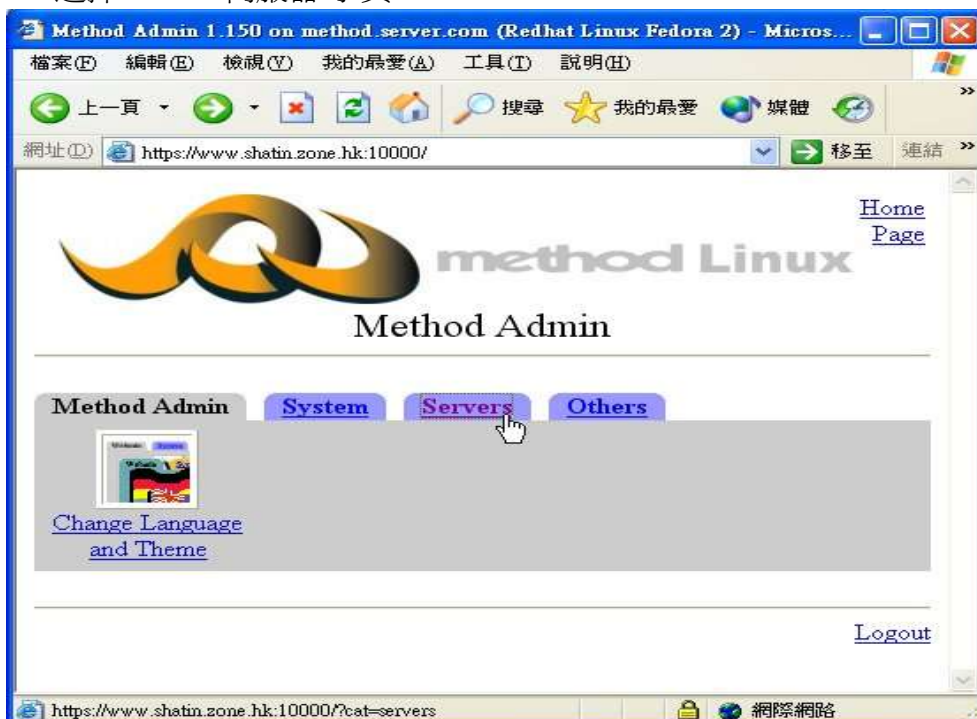 Method Admin 1.150 on method.server.com (Redhat Linux Fedora 2) - Micros...
檔案(F) 編輯(E) 檢視(V) 我的最愛(A) 工具(T) 說明(H)
上一頁 搜尋 我的最愛 媒體
網址(D) https://www.shatin.zone.hk:10000/ 移至 連結
method Linux
Home
Page
Method Admin
Method Admin System Servers Others
Change Language
and Theme
Logout
https://www.shatin.zone.hk:10000/?cat=servers 網際網路